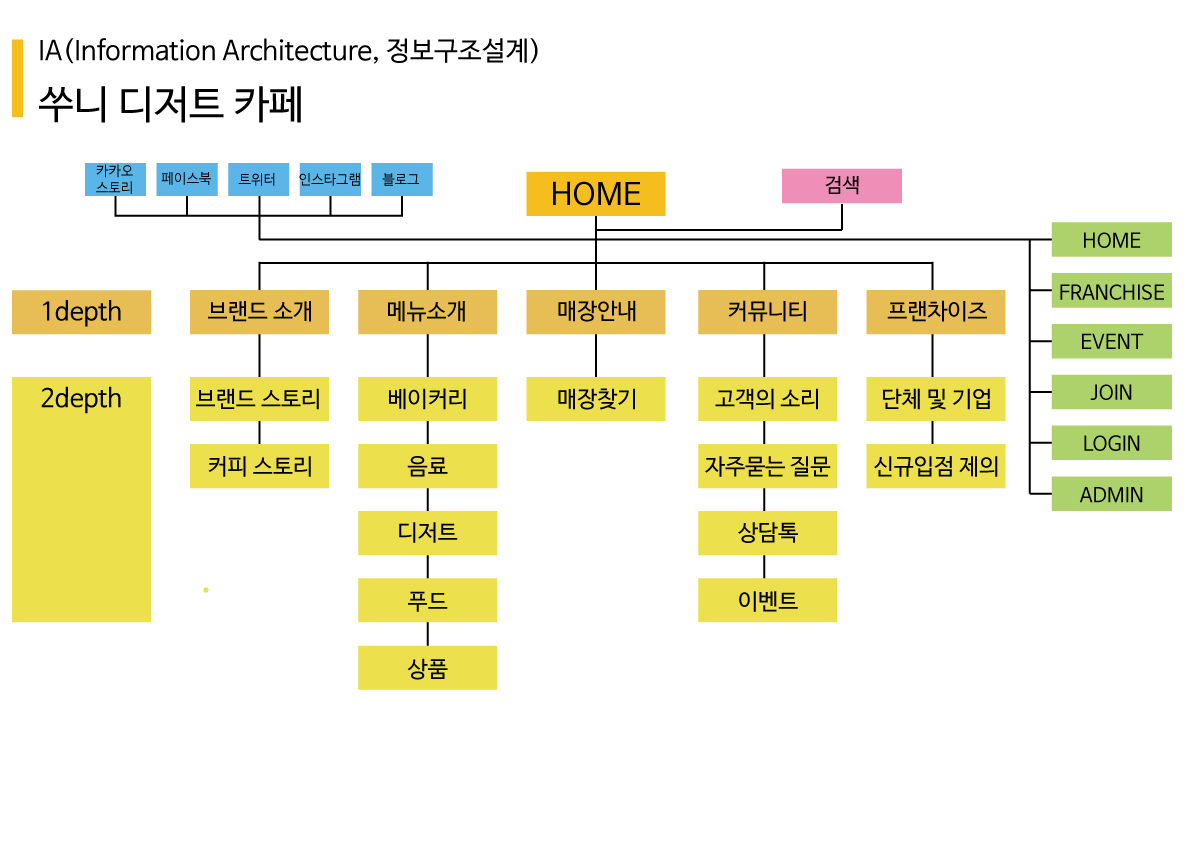 IA(Information Architecture, 정보구조설계)
쑤니 디저트 카페
카카오
스토리
페이스북
트위터
인스타그램
블로그
HOME
검색
HOME
FRANCHISE
EVENT
JOIN
LOGIN
ADMIN
1depth
브랜드 소개
메뉴소개
매장안내
커뮤니티
프랜차이즈
2depth
브랜드 스토리
베이커리
매장찾기
고객의 소리
단체 및 기업
커피 스토리
음료
자주묻는 질문
신규입점 제의
디저트
상담톡
푸드
이벤트
상품